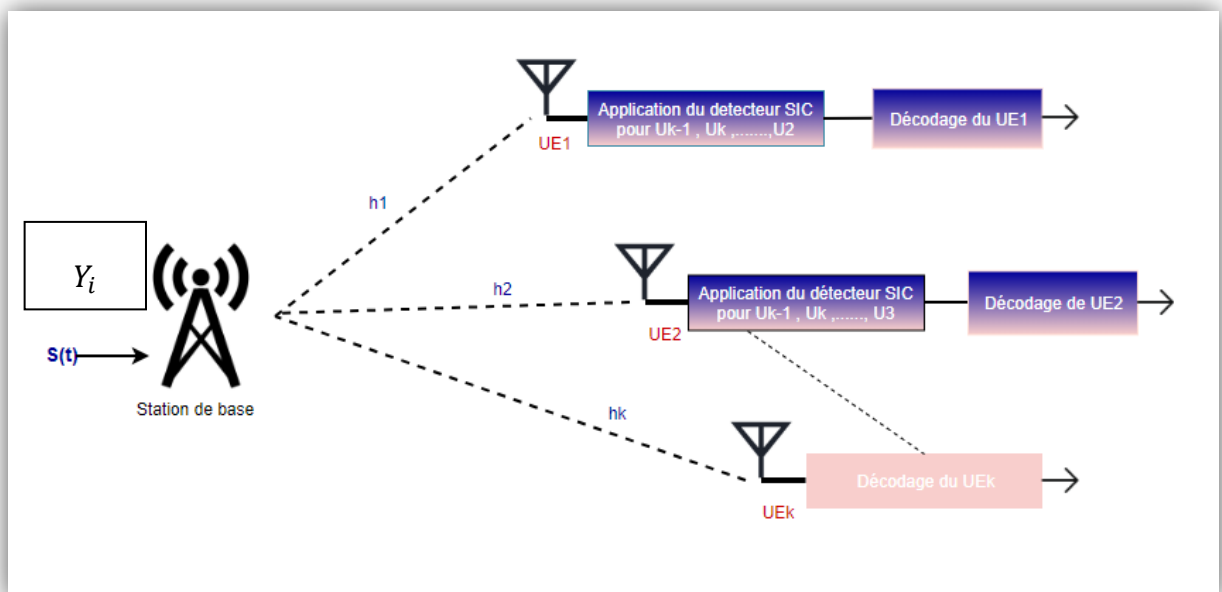 Application du detecteur SIC
pour Uk-1 , Uk ,.......,U2
Décodage du UE1
UE1
h1
Y_i
h2
Application du détecteur SIC
pour Uk-1 , Uk ,......, U3
Décodage de UE2
UE2
S(t)
Station de base
hk
Décodage du UEk
UEk